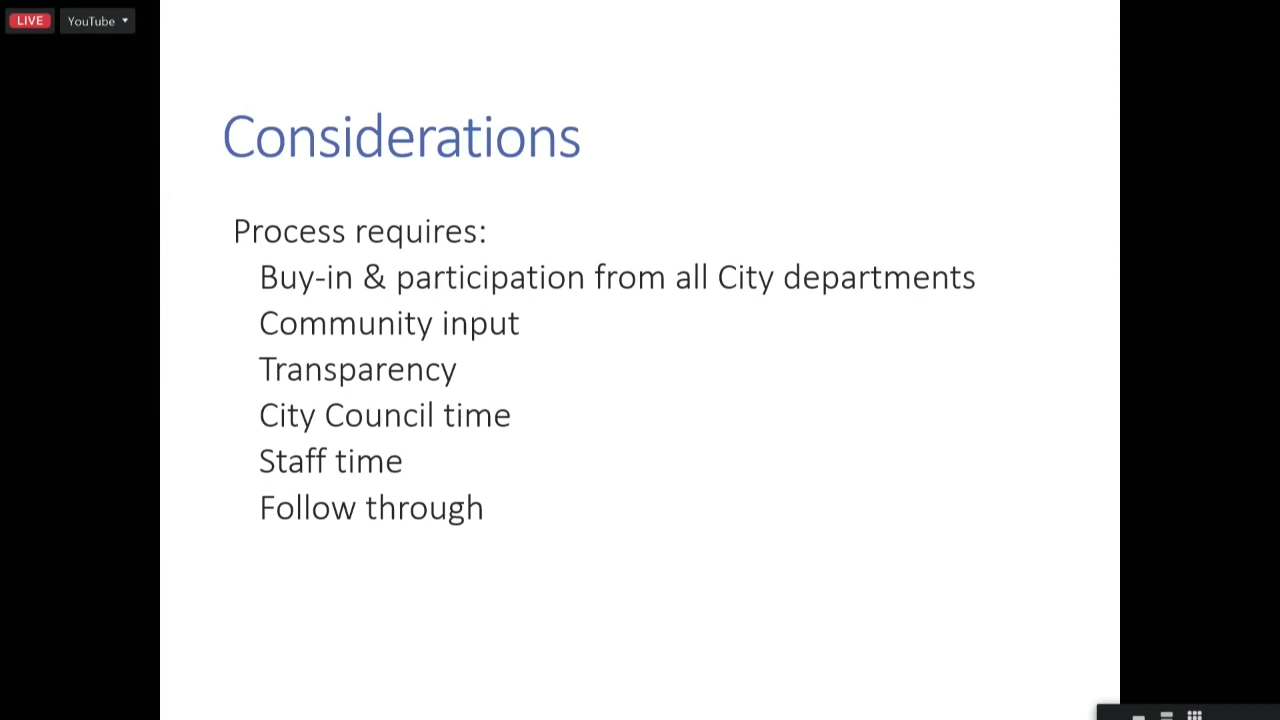 LIVE
YouTube
Considerations
Process requires:
Buy-in & participation from all City departments
Community input
Transparency
City Council time
Staff time
Follow through